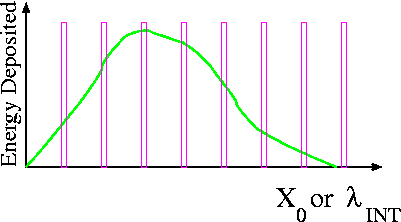 Energy Deposited
X0 or λINT